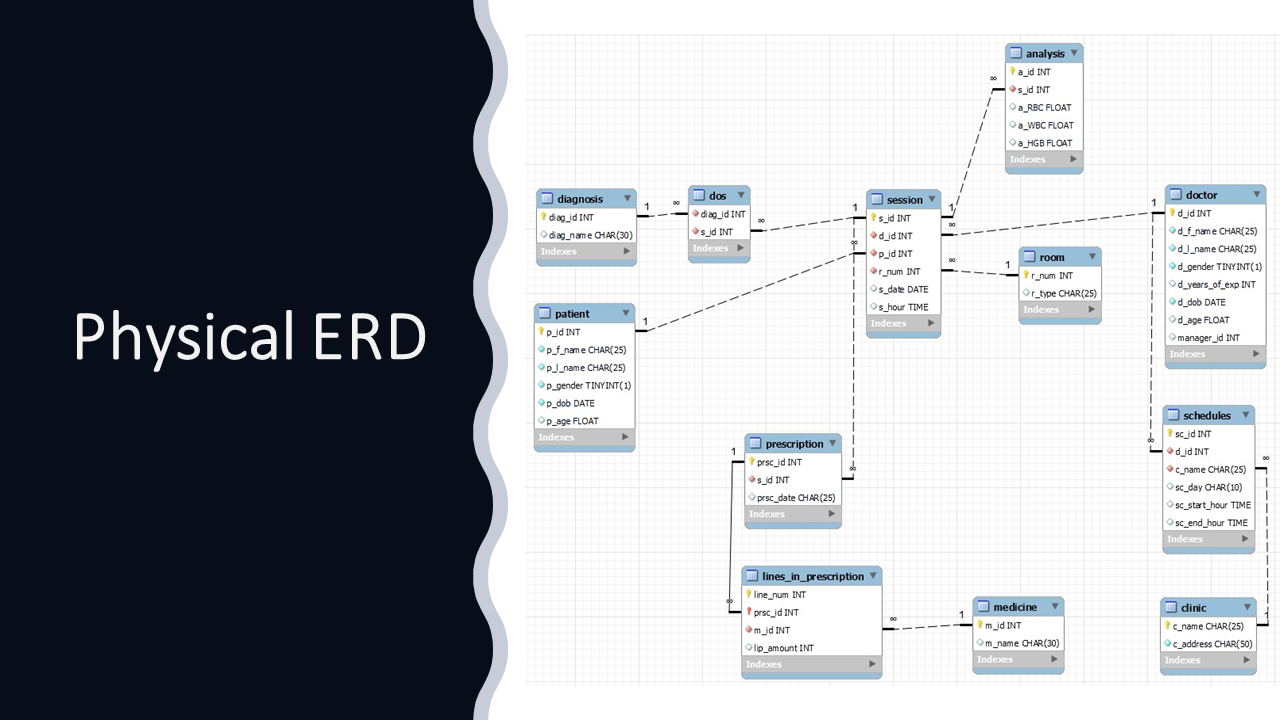 Physical ERD
analysis
a_id INT
s_id INT
a_RBC FLOAT
a_WBC FLOAT
a_HGB FLOAT
Indexes
diagnosis
diag_id INT
diag_name CHAR(30)
Indexes
dos
diag_id INT
s_id INT
Indexes
session
s_id INT
d_id INT
p_id INT
r_num INT
s_date DATE
s_hour TIME
Indexes
doctor
d_id INT
d_f_name CHAR(25)
d_l_name CHAR(25)
d_gender TINYINT(1)
d_years_of_exp INT
d_dob DATE
d_age FLOAT
manager_id INT
Indexes
room
r_num INT
r_type CHAR(25)
Indexes
patient
p_id INT
p_f_name CHAR(25)
p_l_name CHAR(25)
p_gender TINYINT(1)
p_dob DATE
p_age FLOAT
Indexes
prescription
prsc_id INT
s_id INT
prsc_date CHAR(25)
Indexes
schedules
sc_id INT
d_id INT
c_name CHAR(25)
sc_day CHAR(10)
sc_start_hour TIME
sc_end_hour TIME
Indexes
lines_in_prescription
line_num INT
prsc_id INT
m_id INT
lip_amount INT
Indexes
medicine
m_id INT
m_name CHAR(30)
Indexes
clinic
c_name CHAR(25)
c_address CHAR(50)
Indexes
1 ∞
∞ 1
∞ 1
1 ∞
1 ∞
∞ 1
1 ∞
1 ∞
1 ∞
∞ 1
∞ 1